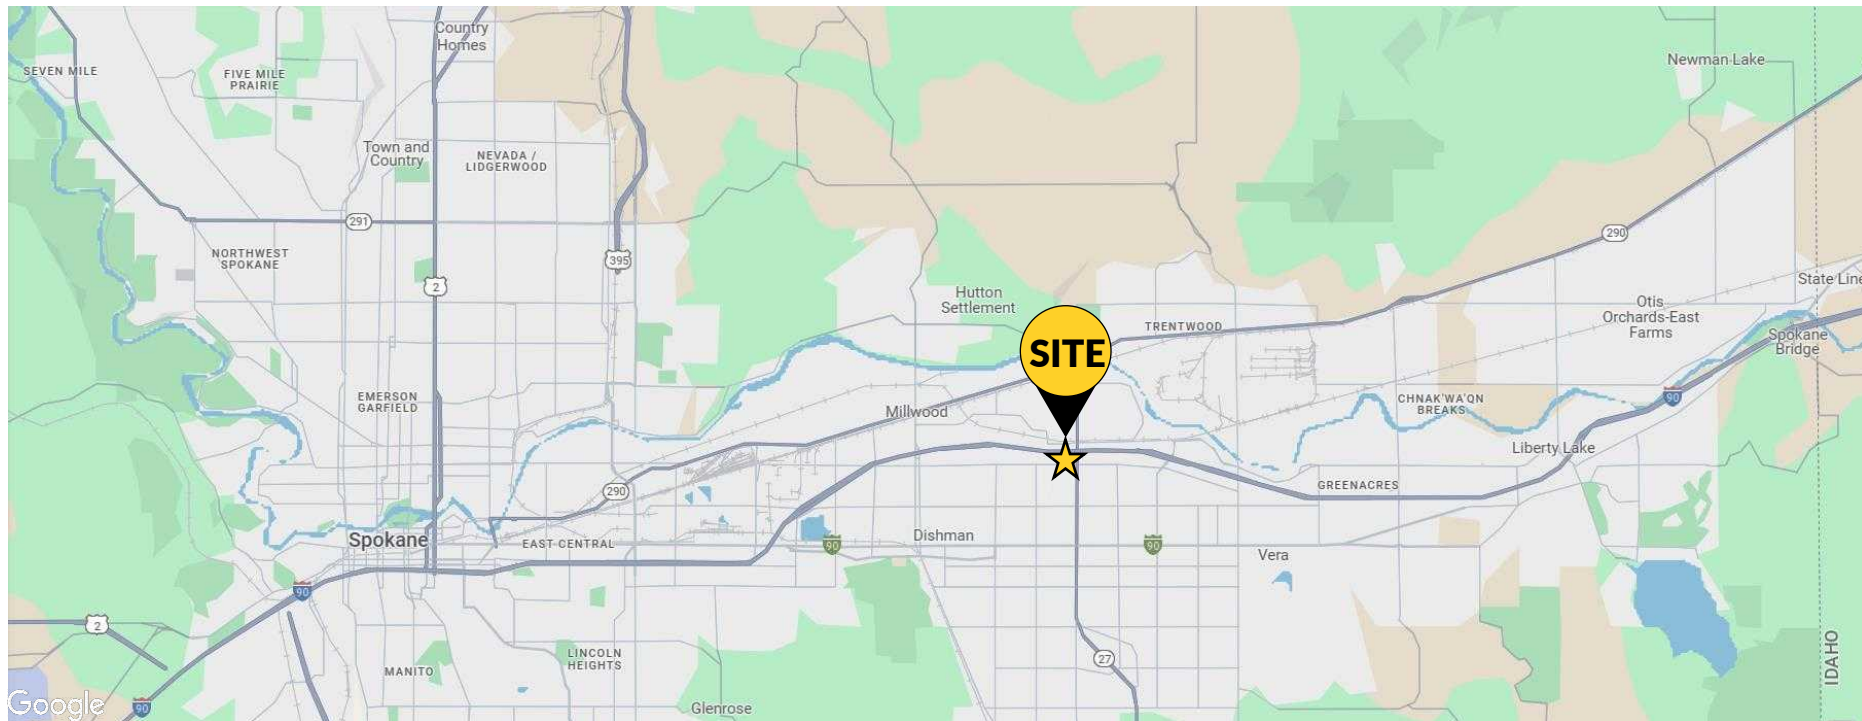 Country
Homes
Newman Lake
SEVEN MILE
FIVE MILE
PRAIRIE
Town and
Country
NEVADA /
LIDGERWOOD
291
290
NORTHWEST
SPOKANE
395
2
State Line
Hutton
Settlement
Otis
Orchards-East
Farms
TRENTWOOD
SITE
Spokane
Bridge
EMERSON
GARFIELD
Millwood
CHNAK'WA'QN
BREAKS
90
Liberty Lake
290
GREENACRES
Spokane
EAST CENTRAL
90
Dishman
90
Vera
90
2
LINCOLN
HEIGHTS
MANITO
27
IDAHO
Google
90
Glenrose